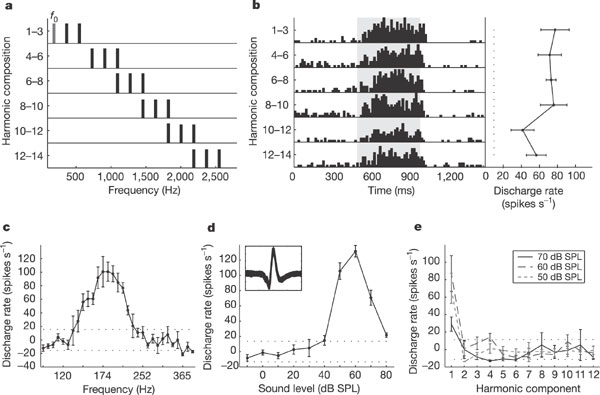 a
f0
Harmonic composition
1–3
4–6
6–8
8–10
10–12
12–14
500 1,000 1,500 2,000 2,500
Frequency (Hz)
b
Harmonic composition
1–3
4–6
6–8
8–10
10–12
12–14
0 300 600 900 1,200
Time (ms)
0 20 40 60 80 100
Discharge rate
(spikes s–1)
c
Discharge rate (spikes s–1)
120
100
80
60
40
20
0
–20
120 174 252 365
Frequency (Hz)
d
Discharge rate (spikes s–1)
140
120
100
80
60
40
20
0
0 20 40 60 80
Sound level (dB SPL)
e
Discharge rate (spikes s–1)
100
80
60
40
20
0
–20
70 dB SPL
60 dB SPL
50 dB SPL
1 2 3 4 5 6 7 8 9 10 11 12
Harmonic component